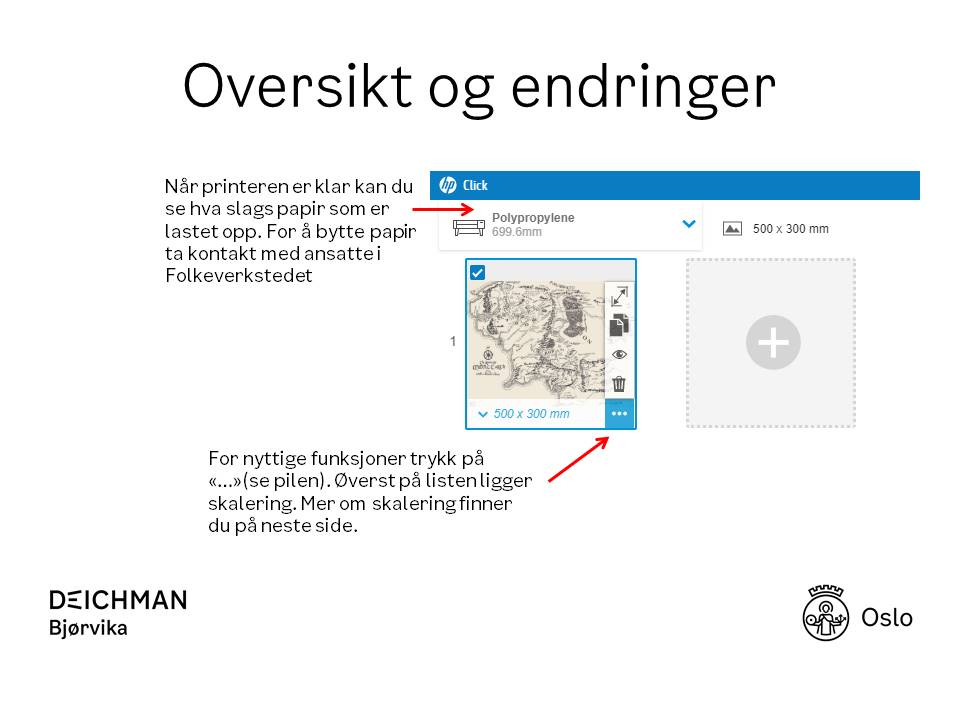 Oversikt og endringer
Når printeren er klar kan du
se hva slags papir som er
lastet opp. For å bytte papir
ta kontakt med ansatte i
Folkeverkstedet
hp Click
Polypropylene
699.6mm
500 x 300 mm
1
500 x 300 mm
For nyttige funksjoner trykk på
«...»(se pilen). Øverst på listen ligger
skalering. Mer om skalering finner
du på neste side.
DEICHMAN
Bjørvika
Oslo